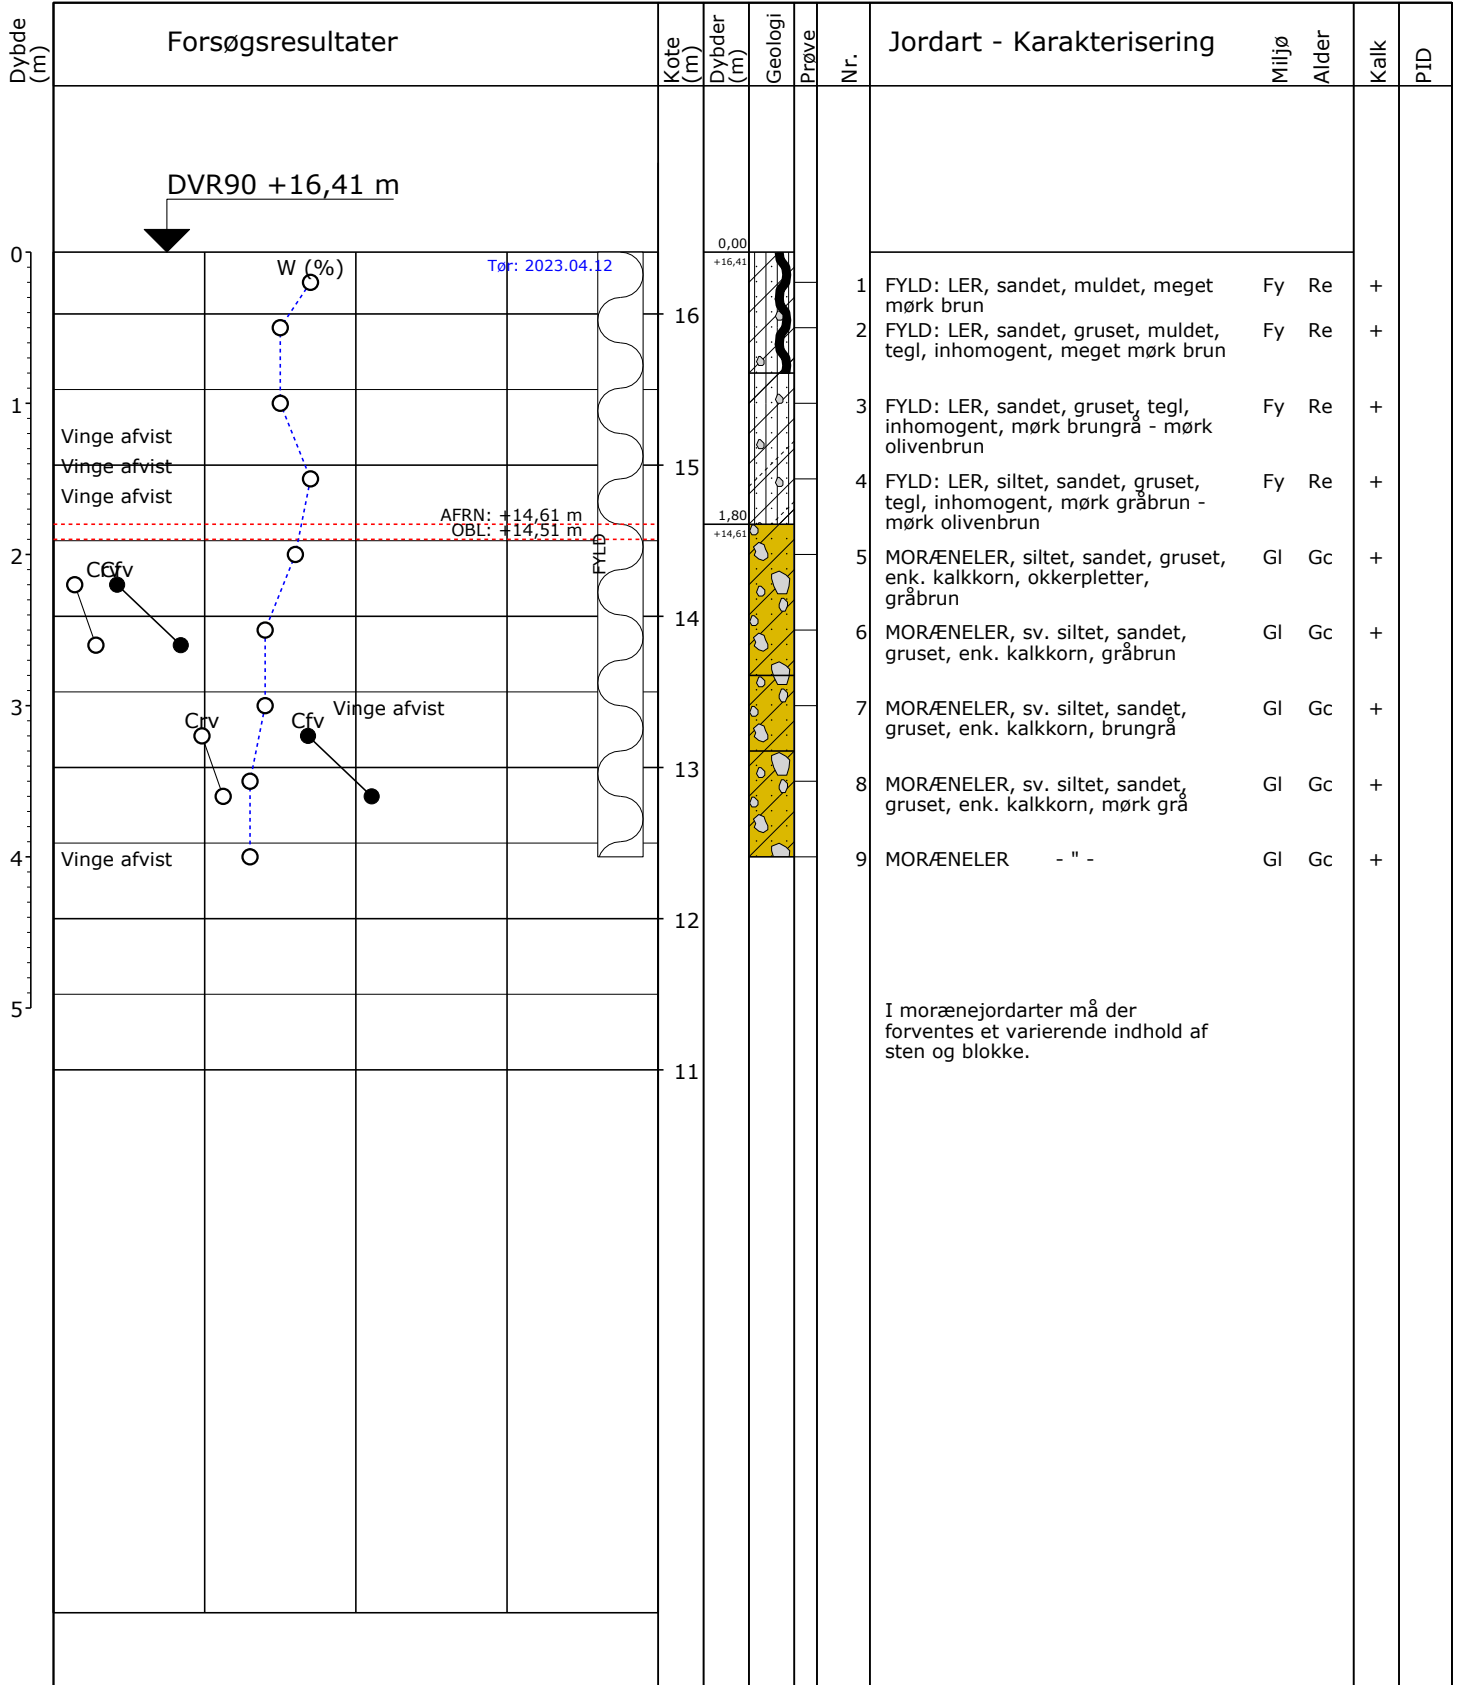 Dybde
(m)
Forsøgsresultater
Kote
(m)
Dybder
(m)
Geologi
Prøve
Nr.
Jordart - Karakterisering
Miljø
Alder
Kalk
PID
DVR90 +16,41 m
0
W (%)
Tør: 2023.04.12
0,00
+16,41
1 FYLD: LER, sandet, muldet, meget Fy Re +
mørk brun
16
2 FYLD: LER, sandet, gruset, muldet, Fy Re +
tegl, inhomogent, meget mørk brun
1
3 FYLD: LER, sandet, gruset, tegl, Fy Re +
inhomogent, mørk brungrå - mørk
olivenbrun
Vinge afvist
Vinge afvist
15
Vinge afvist
4 FYLD: LER, siltet, sandet, gruset, Fy Re +
tegl, inhomogent, mørk gråbrun -
mørk olivenbrun
AFRN: +14,61 m
1,80
OBL: +14,51 m
+14,61
FYLD
2
5 MORÆNELER, siltet, sandet, gruset, Gl Gc +
enk. kalkkorn, okkerpletter,
gråbrun
Crv
Cfv
14
6 MORÆNELER, sv. siltet, sandet, Gl Gc +
gruset, enk. kalkkorn, gråbrun
3
Vinge afvist
7 MORÆNELER, sv. siltet, sandet, Gl Gc +
gruset, enk. kalkkorn, brungrå
Crv
Cfv
13
8 MORÆNELER, sv. siltet, sandet, Gl Gc +
gruset, enk. kalkkorn, mørk grå
4
Vinge afvist
9 MORÆNELER - " - Gl Gc +
12
5
I morænejordarter må der
forventes et varierende indhold af
sten og blokke.
11